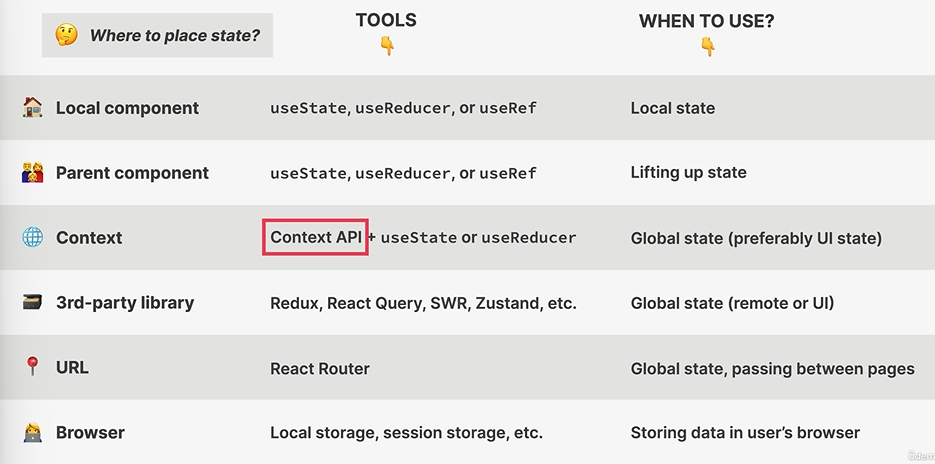 Where to place state?
TOOLS
WHEN TO USE?
Local component
useState, useReducer, or useRef
Local state
Parent component
useState, useReducer, or useRef
Lifting up state
Context
Context API + useState or useReducer
Global state (preferably UI state)
3rd-party library
Redux, React Query, SWR, Zustand, etc.
Global state (remote or UI)
URL
React Router
Global state, passing between pages
Browser
Local storage, session storage, etc.
Storing data in user’s browser